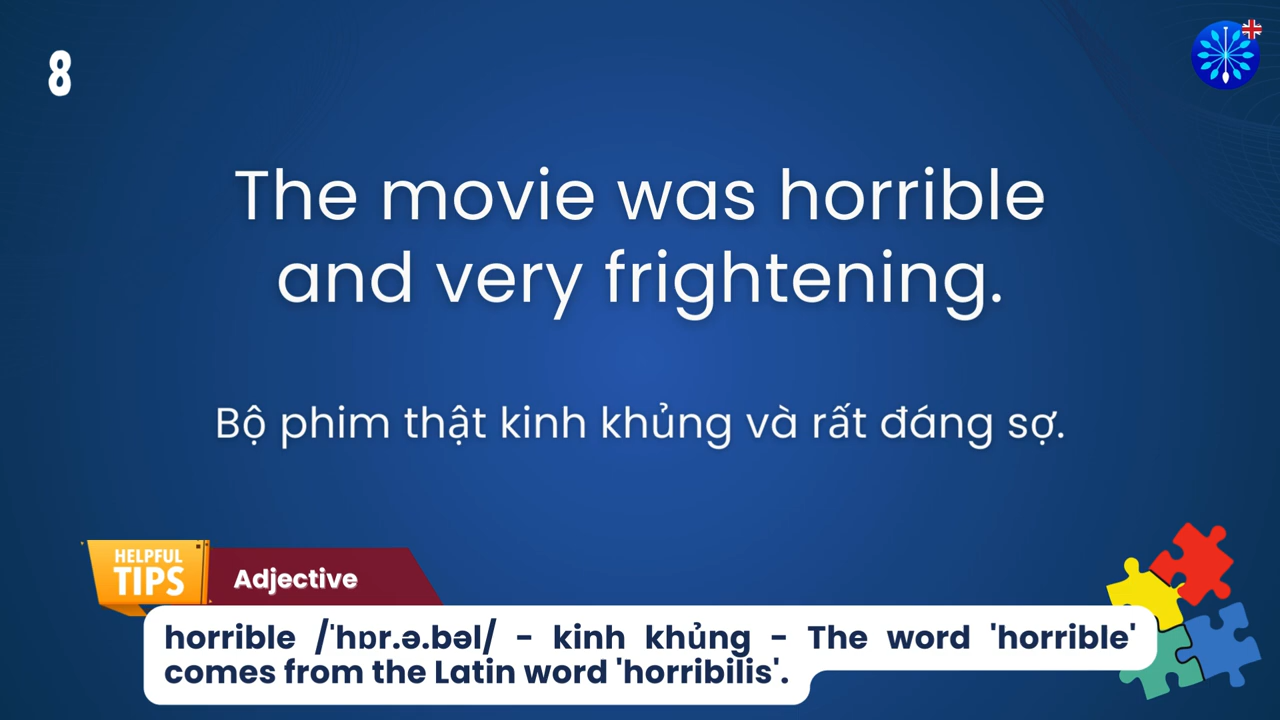 8
The movie was horrible
and very frightening.
Bộ phim thật kinh khủng và rất đáng sợ.
HELPFUL
TIPS
Adjective
horrible /ˈhɒr.ə.bəl/ - kinh khủng - The word 'horrible'
comes from the Latin word 'horribilis'.